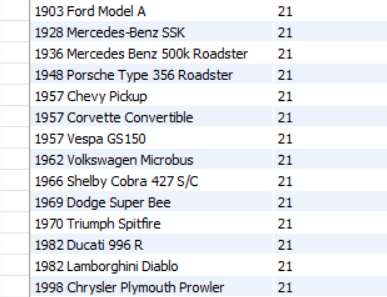 1903 Ford Model A 21
1928 Mercedes-Benz SSK 21
1936 Mercedes Benz 500k Roadster 21
1948 Porsche Type 356 Roadster 21
1957 Chevy Pickup 21
1957 Corvette Convertible 21
1957 Vespa GS150 21
1962 Volkswagen Microbus 21
1966 Shelby Cobra 427 S/C 21
1969 Dodge Super Bee 21
1970 Triumph Spitfire 21
1982 Ducati 996 R 21
1982 Lamborghini Diablo 21
1998 Chrysler Plymouth Prowler 21